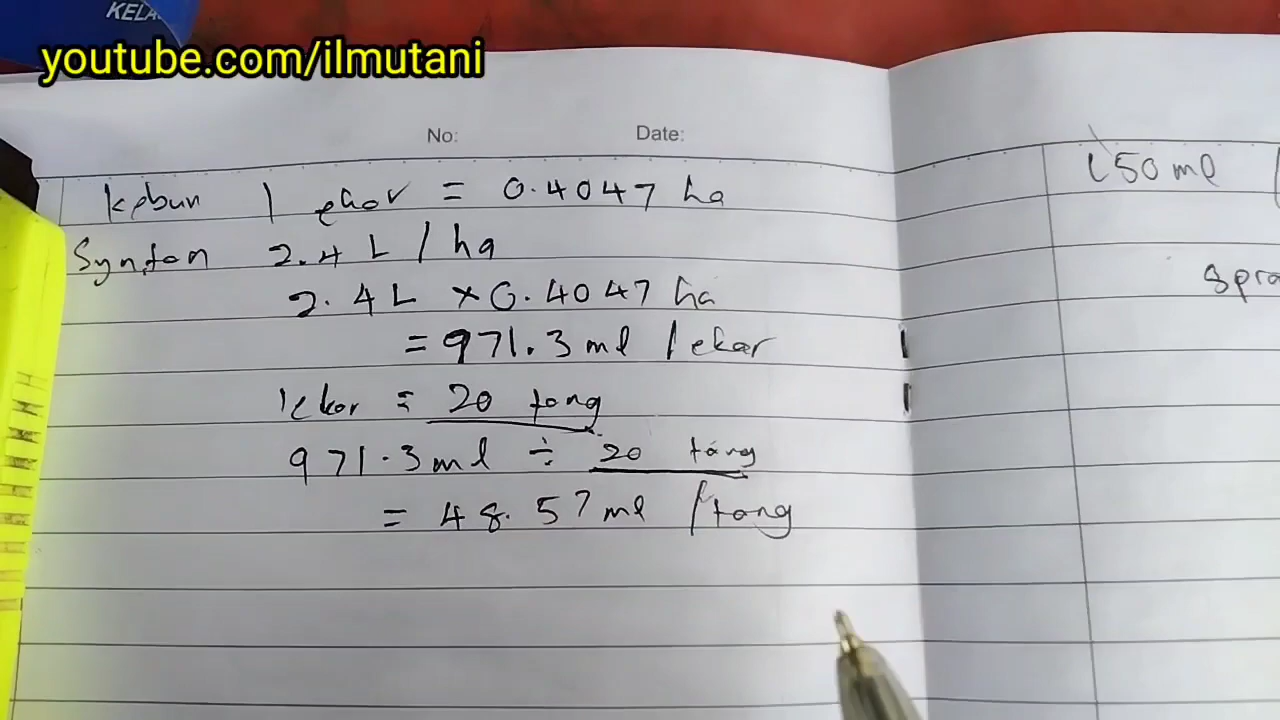 KELA
youtube.com/ilmutani
No: Date:
kebun 1 ekar = 0.4047 ha
Syntan 2.4 L / ha
2.4 L × 0.4047 ha
= 971.3 ml / ekar
1 ekar = 20 tong
971.3 ml ÷ 20 tong
= 48.57 ml / tong
150 ml /
spra